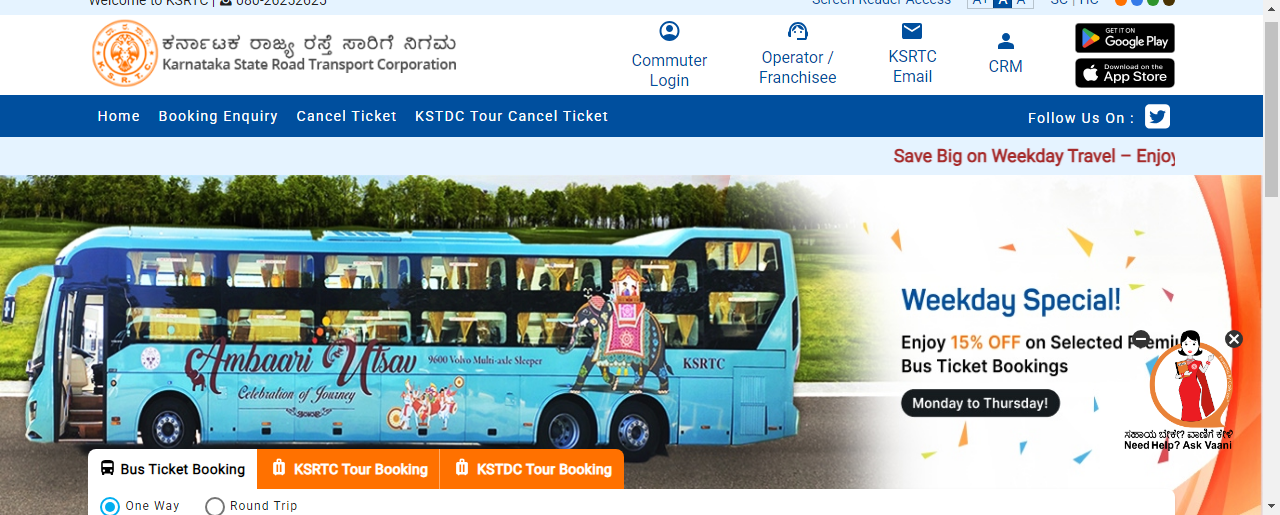 Welcome to KSRTC | 080-26252625
Screen Reader Access A+ A A SC | HC
ಕರ್ನಾಟಕ ರಾಜ್ಯ ರಸ್ತೆ ಸಾರಿಗೆ ನಿಗಮ
Karnataka State Road Transport Corporation
K.S.R.T.C.
Commuter
Login
Operator /
Franchisee
KSRTC
Email
CRM
GET IT ON
Google Play
Download on the
App Store
Home Booking Enquiry Cancel Ticket KSTDC Tour Cancel Ticket
Follow Us On :
Save Big on Weekday Travel – Enjoy
Ambaari Utsav
9600 Volvo Multi-axle Sleeper
KSRTC
Celebration of Journey
Weekday Special!
Enjoy 15% OFF on Selected Premiu
Bus Ticket Bookings
Monday to Thursday!
ಸಹಾಯ ಬೇಕೇ? ವಾಣಿಗೆ ಕೇಳಿ
Need Help? Ask Vaani
Bus Ticket Booking KSRTC Tour Booking KSTDC Tour Booking
One Way Round Trip